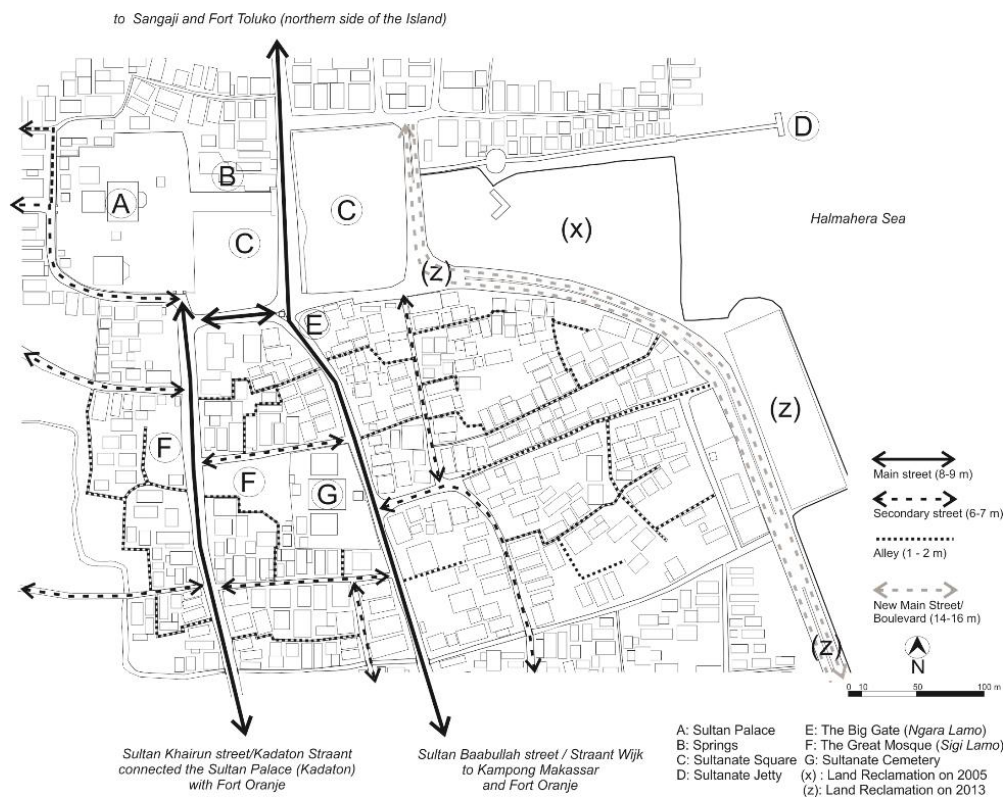 to Sangaji and Fort Toluko (northern side of the Island)
D
B
A
C
C
(x)
Halmahera Sea
(z)
E
(z)
F
F
G
Main street (8-9 m)
Secondary street (6-7 m)
Alley (1 - 2 m)
New Main Street/
Boulevard (14-16 m)
(z)
N
0 10 50 100 m
Sultan Khairun street/Kadaton Straant
connected the Sultan Palace (Kadaton)
with Fort Oranje
Sultan Baabullah street / Straant Wijk
to Kampong Makassar
and Fort Oranje
A: Sultan Palace
B: Springs
C: Sultanate Square
D: Sultanate Jetty
E: The Big Gate (Ngara Lamo)
F: The Great Mosque (Sigi Lamo)
G: Sultanate Cemetery
(x) : Land Reclamation on 2005
(z): Land Reclamation on 2013